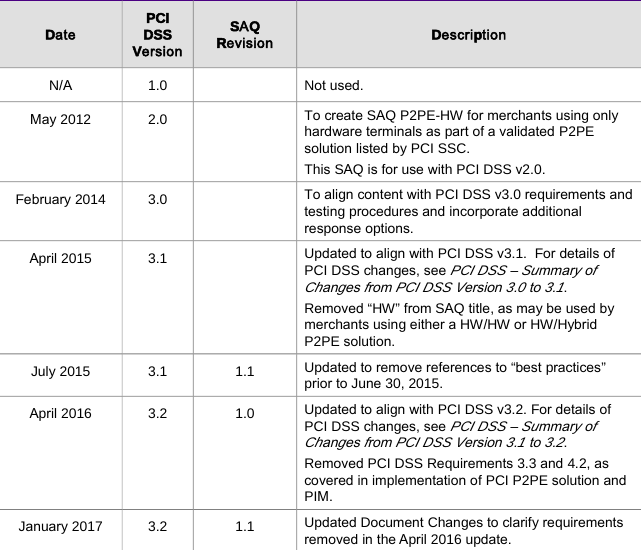 Date
PCI
DSS
Version
SAQ
Revision
Description
N/A 1.0 Not used.
May 2012 2.0 To create SAQ P2PE-HW for merchants using only
hardware terminals as part of a validated P2PE
solution listed by PCI SSC.
This SAQ is for use with PCI DSS v2.0.
February 2014 3.0 To align content with PCI DSS v3.0 requirements and
testing procedures and incorporate additional
response options.
April 2015 3.1 Updated to align with PCI DSS v3.1. For details of
PCI DSS changes, see PCI DSS – Summary of
Changes from PCI DSS Version 3.0 to 3.1.
Removed “HW” from SAQ title, as may be used by
merchants using either a HW/HW or HW/Hybrid
P2PE solution.
July 2015 3.1 1.1 Updated to remove references to “best practices”
prior to June 30, 2015.
April 2016 3.2 1.0 Updated to align with PCI DSS v3.2. For details of
PCI DSS changes, see PCI DSS – Summary of
Changes from PCI DSS Version 3.1 to 3.2.
Removed PCI DSS Requirements 3.3 and 4.2, as
covered in implementation of PCI P2PE solution and
PIM.
January 2017 3.2 1.1 Updated Document Changes to clarify requirements
removed in the April 2016 update.